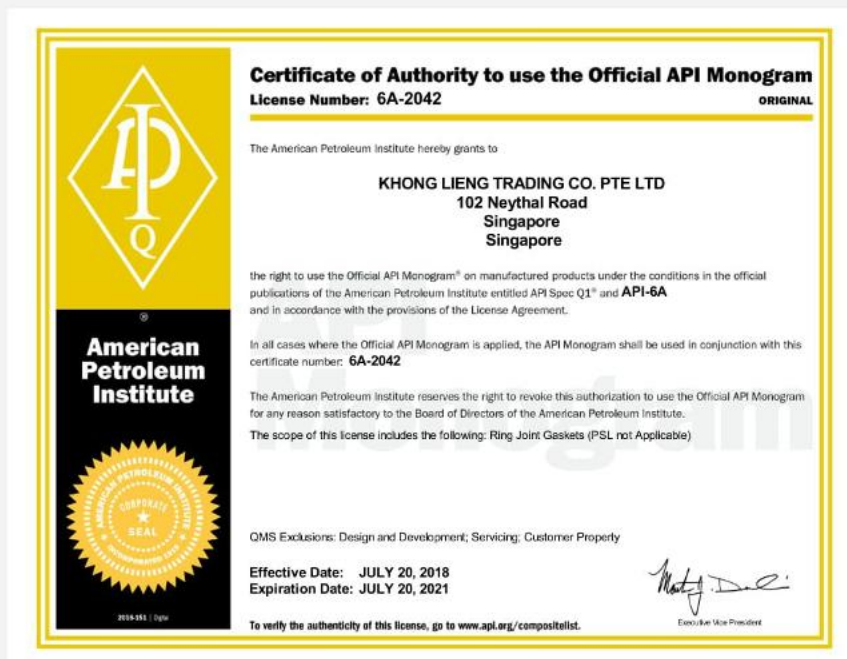 Certificate of Authority to use the Official API Monogram
License Number: 6A-2042
ORIGINAL
The American Petroleum Institute hereby grants to
KHONG LIENG TRADING CO. PTE LTD
102 Neythal Road
Singapore
Singapore
the right to use the Official API Monogram® on manufactured products under the conditions in the official
publications of the American Petroleum Institute entitled API Spec Q1® and API-6A
and in accordance with the provisions of the License Agreement.
In all cases where the Official API Monogram is applied, the API Monogram shall be used in conjunction with this
certificate number: 6A-2042
The American Petroleum Institute reserves the right to revoke this authorization to use the Official API Monogram
for any reason satisfactory to the Board of Directors of the American Petroleum Institute.
The scope of this license includes the following: Ring Joint Gaskets (PSL not Applicable)
QMS Exclusions: Design and Development; Servicing; Customer Property
Effective Date: JULY 20, 2018
Expiration Date: JULY 20, 2021
To verify the authenticity of this license, go to www.api.org/compositelist.
Executive Vice President
API
Q
®
American
Petroleum
Institute
AMERICAN PETROLEUM INSTITUTE
CORPORATE
SEAL
INCORPORATED 1919
| Digital
API
Monogram